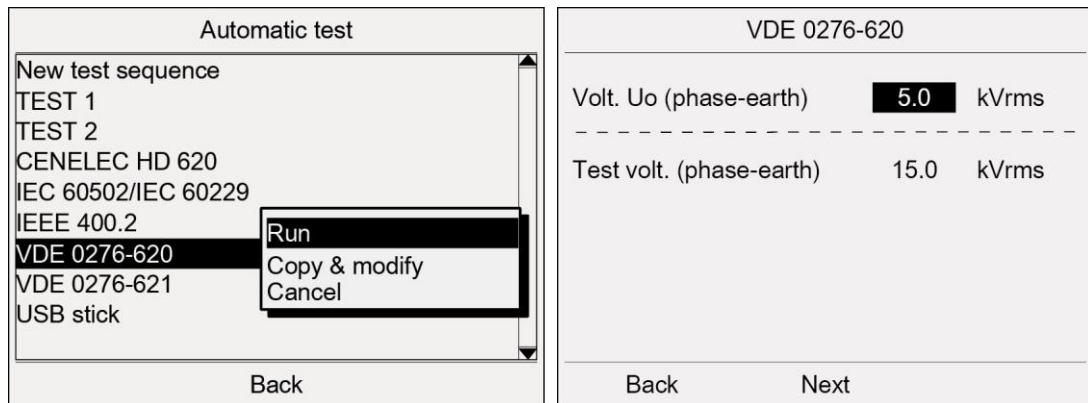 Automatic test
New test sequence
TEST 1
TEST 2
CENELEC HD 620
IEC 60502/IEC 60229
IEEE 400.2
VDE 0276-620
VDE 0276-621
USB stick
Run
Copy & modify
Cancel
Back
VDE 0276-620
Volt. Uo (phase-earth) 5.0 kVrms
Test volt. (phase-earth) 15.0 kVrms
Back Next